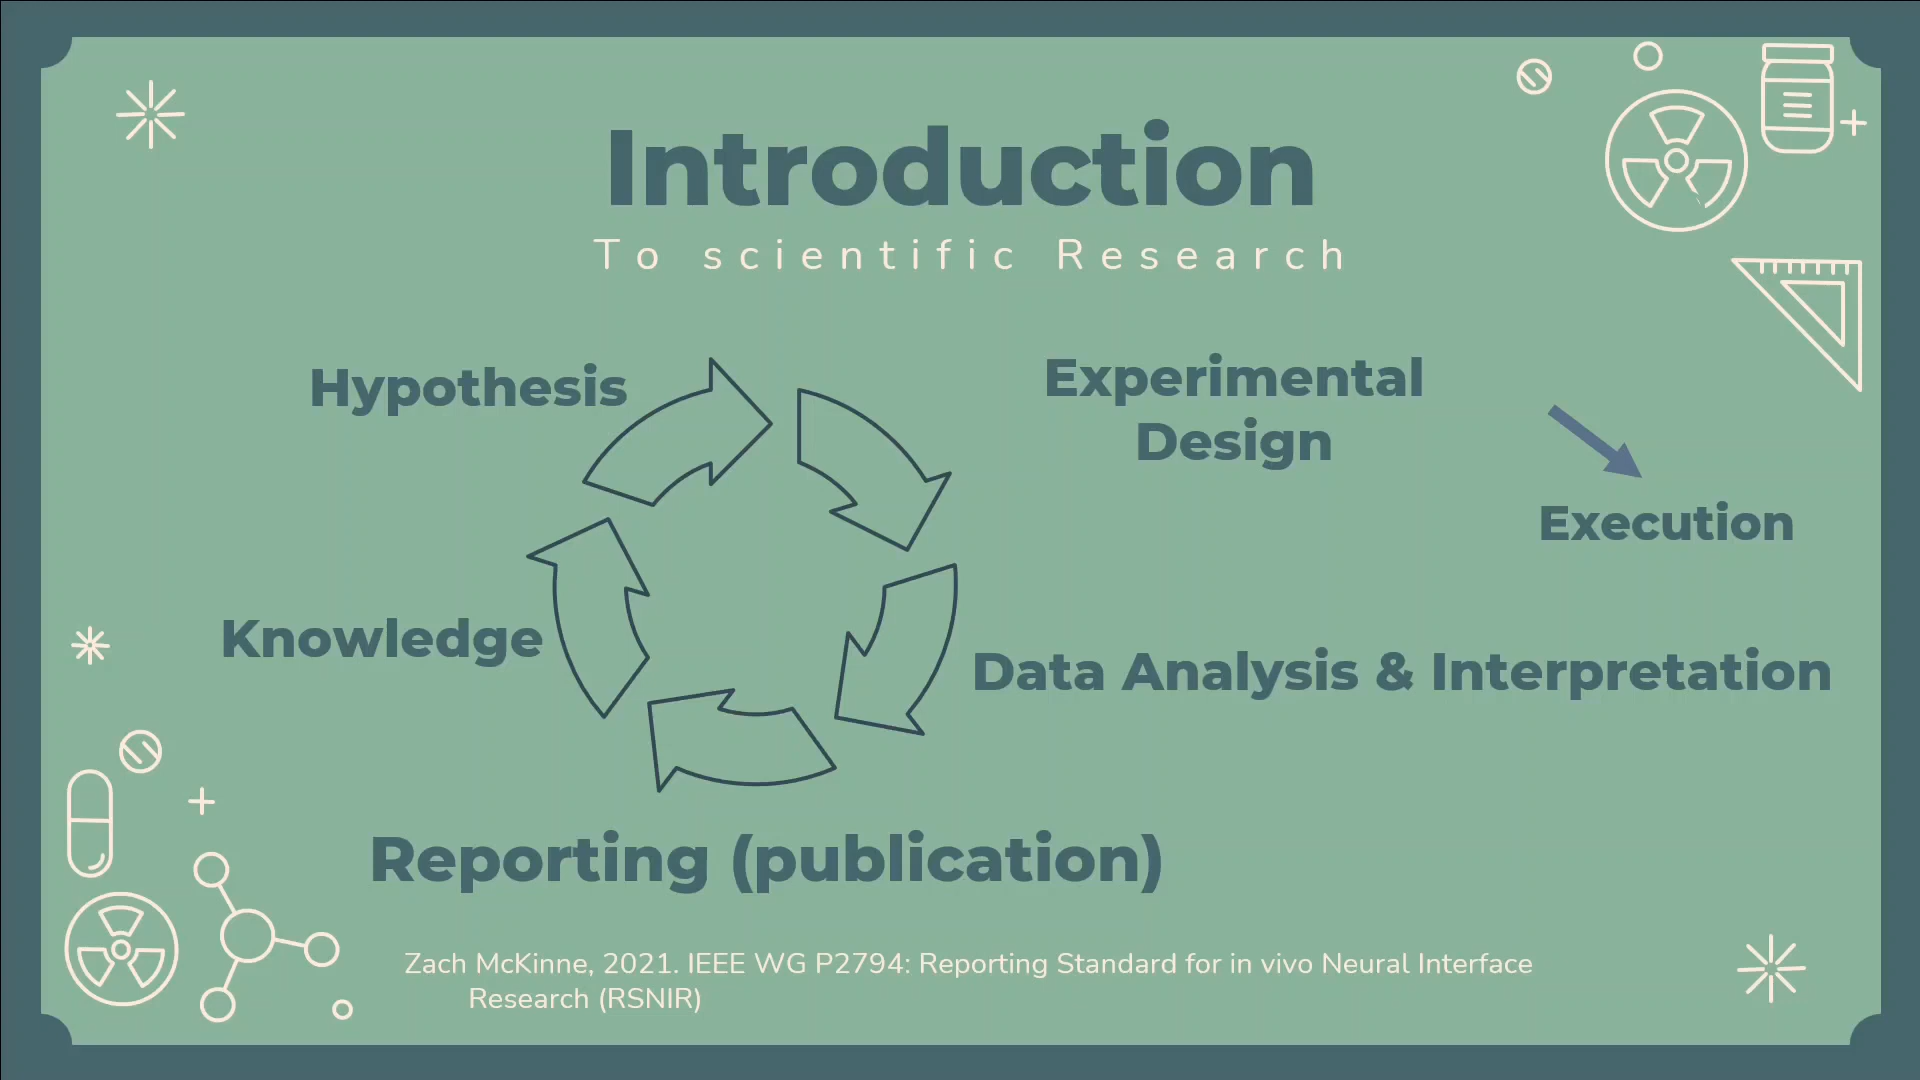 Introduction
To scientific Research
Hypothesis
Experimental
Design
Execution
Knowledge
Data Analysis & Interpretation
Reporting (publication)
Zach McKinne, 2021. IEEE WG P2794: Reporting Standard for in vivo Neural Interface
Research (RSNIR)